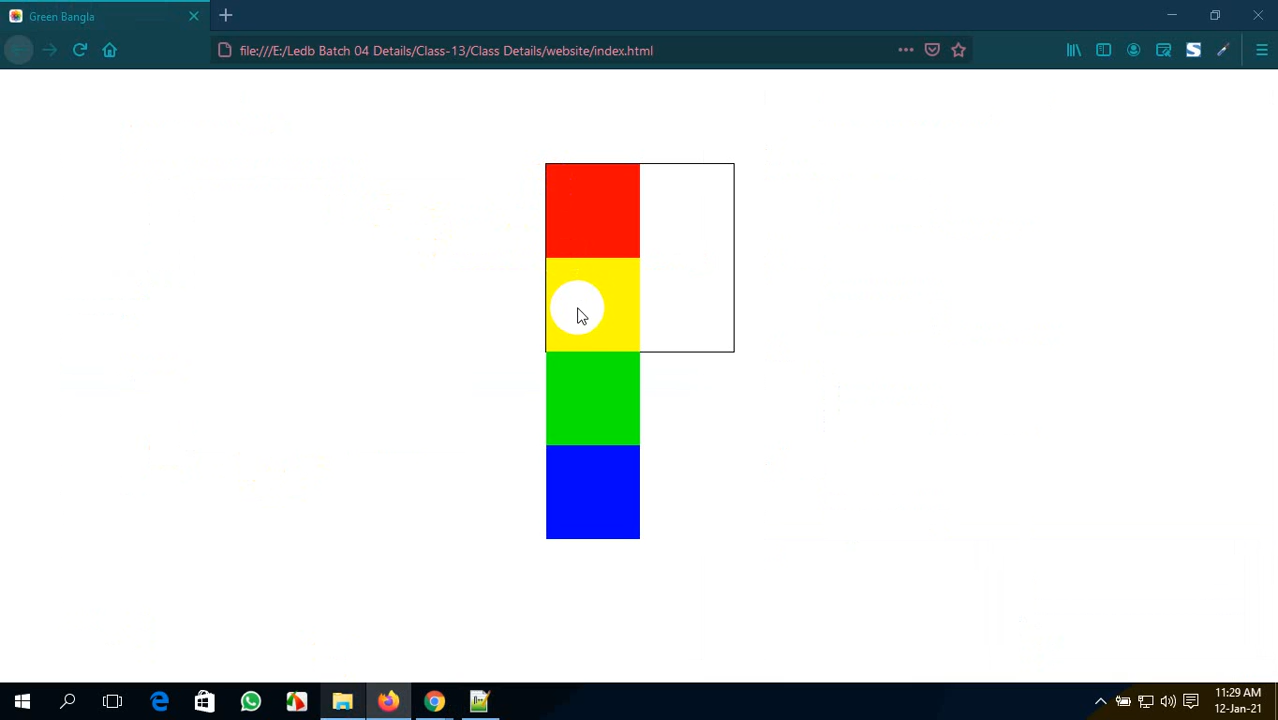 Green Bangla
file:///E:/Ledb Batch 04 Details/Class-13/Class Details/website/index.html
11:29 AM
12-Jan-21